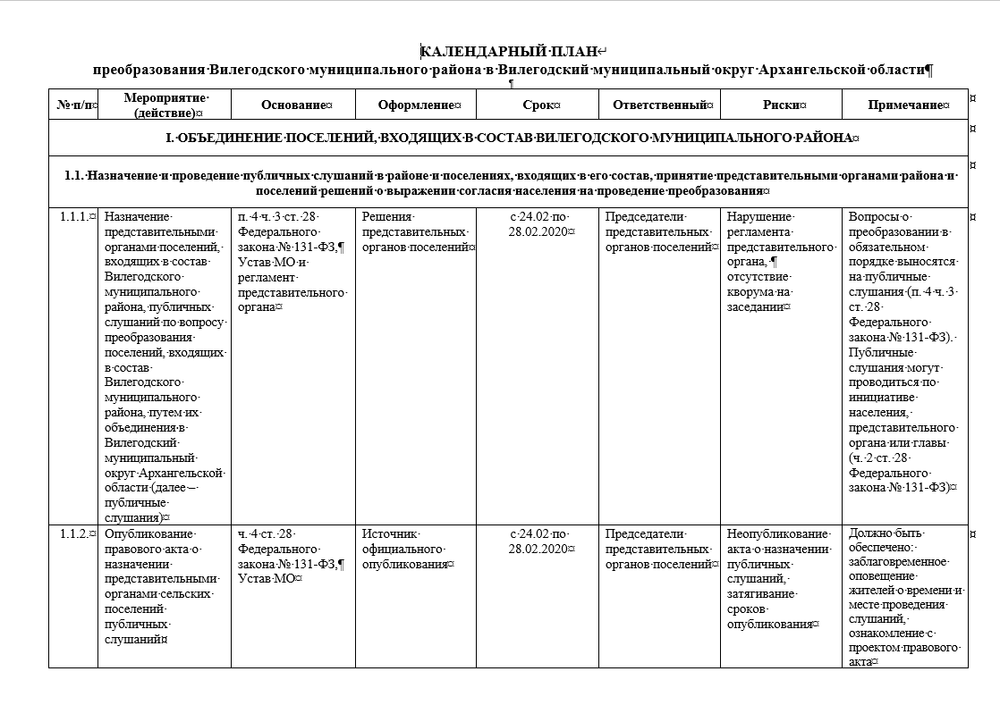 КАЛЕНДАРНЫЙ ПЛАН
преобразования Вилегодского муниципального района в Вилегодский муниципальный округ Архангельской области
№ п/п
Мероприятие
(действие)
Основание
Оформление
Срок
Ответственный
Риски
Примечание
I. ОБЪЕДИНЕНИЕ ПОСЕЛЕНИЙ, ВХОДЯЩИХ В СОСТАВ ВИЛЕГОДСКОГО МУНИЦИПАЛЬНОГО РАЙОНА
1.1. Назначение и проведение публичных слушаний в районе и поселениях, входящих в его состав, принятие представительными органами района и
поселений решений о выражении согласия населения на проведение преобразования
1.1.1.
Назначение
представительными
органами поселений,
входящих в состав
Вилегодского
муниципального
района, публичных
слушаний по вопросу
преобразования
поселений, входящих
в состав
Вилегодского
муниципального
района, путем их
объединения в
Вилегодский
муниципальный
округ Архангельской
области (далее –
публичные
слушания)
п. 4 ч. 3 ст. 28
Федерального
закона № 131-ФЗ,
Устав МО и
регламент
представительного
органа
Решения
представительных
органов поселений
с 24.02 по
28.02.2020
Председатели
представительных
органов поселений
Нарушение
регламента
представительного
органа,
отсутствие
кворума на
заседании
Вопросы о
преобразовании в
обязательном
порядке выносятся
на публичные
слушания (п. 4 ч. 3
ст. 28
Федерального
закона № 131-ФЗ).
Публичные
слушания могут
проводиться по
инициативе
населения,
представительного
органа или главы
(ч. 2 ст. 28
Федерального
закона № 131-ФЗ)
1.1.2.
Опубликование
правового акта о
назначении
представительными
органами сельских
поселений
публичных
слушаний
ч. 4 ст. 28
Федерального
закона № 131-ФЗ,
Устав МО
Источник
официального
опубликования
с 24.02 по
28.02.2020
Председатели
представительных
органов поселений
Неопубликование
акта о назначении
публичных
слушаний,
затягивание
сроков
опубликования
Должно быть
обеспечено:
заблаговременное
оповещение
жителей о времени и
месте проведения
слушаний,
ознакомление с
проектом правового
акта